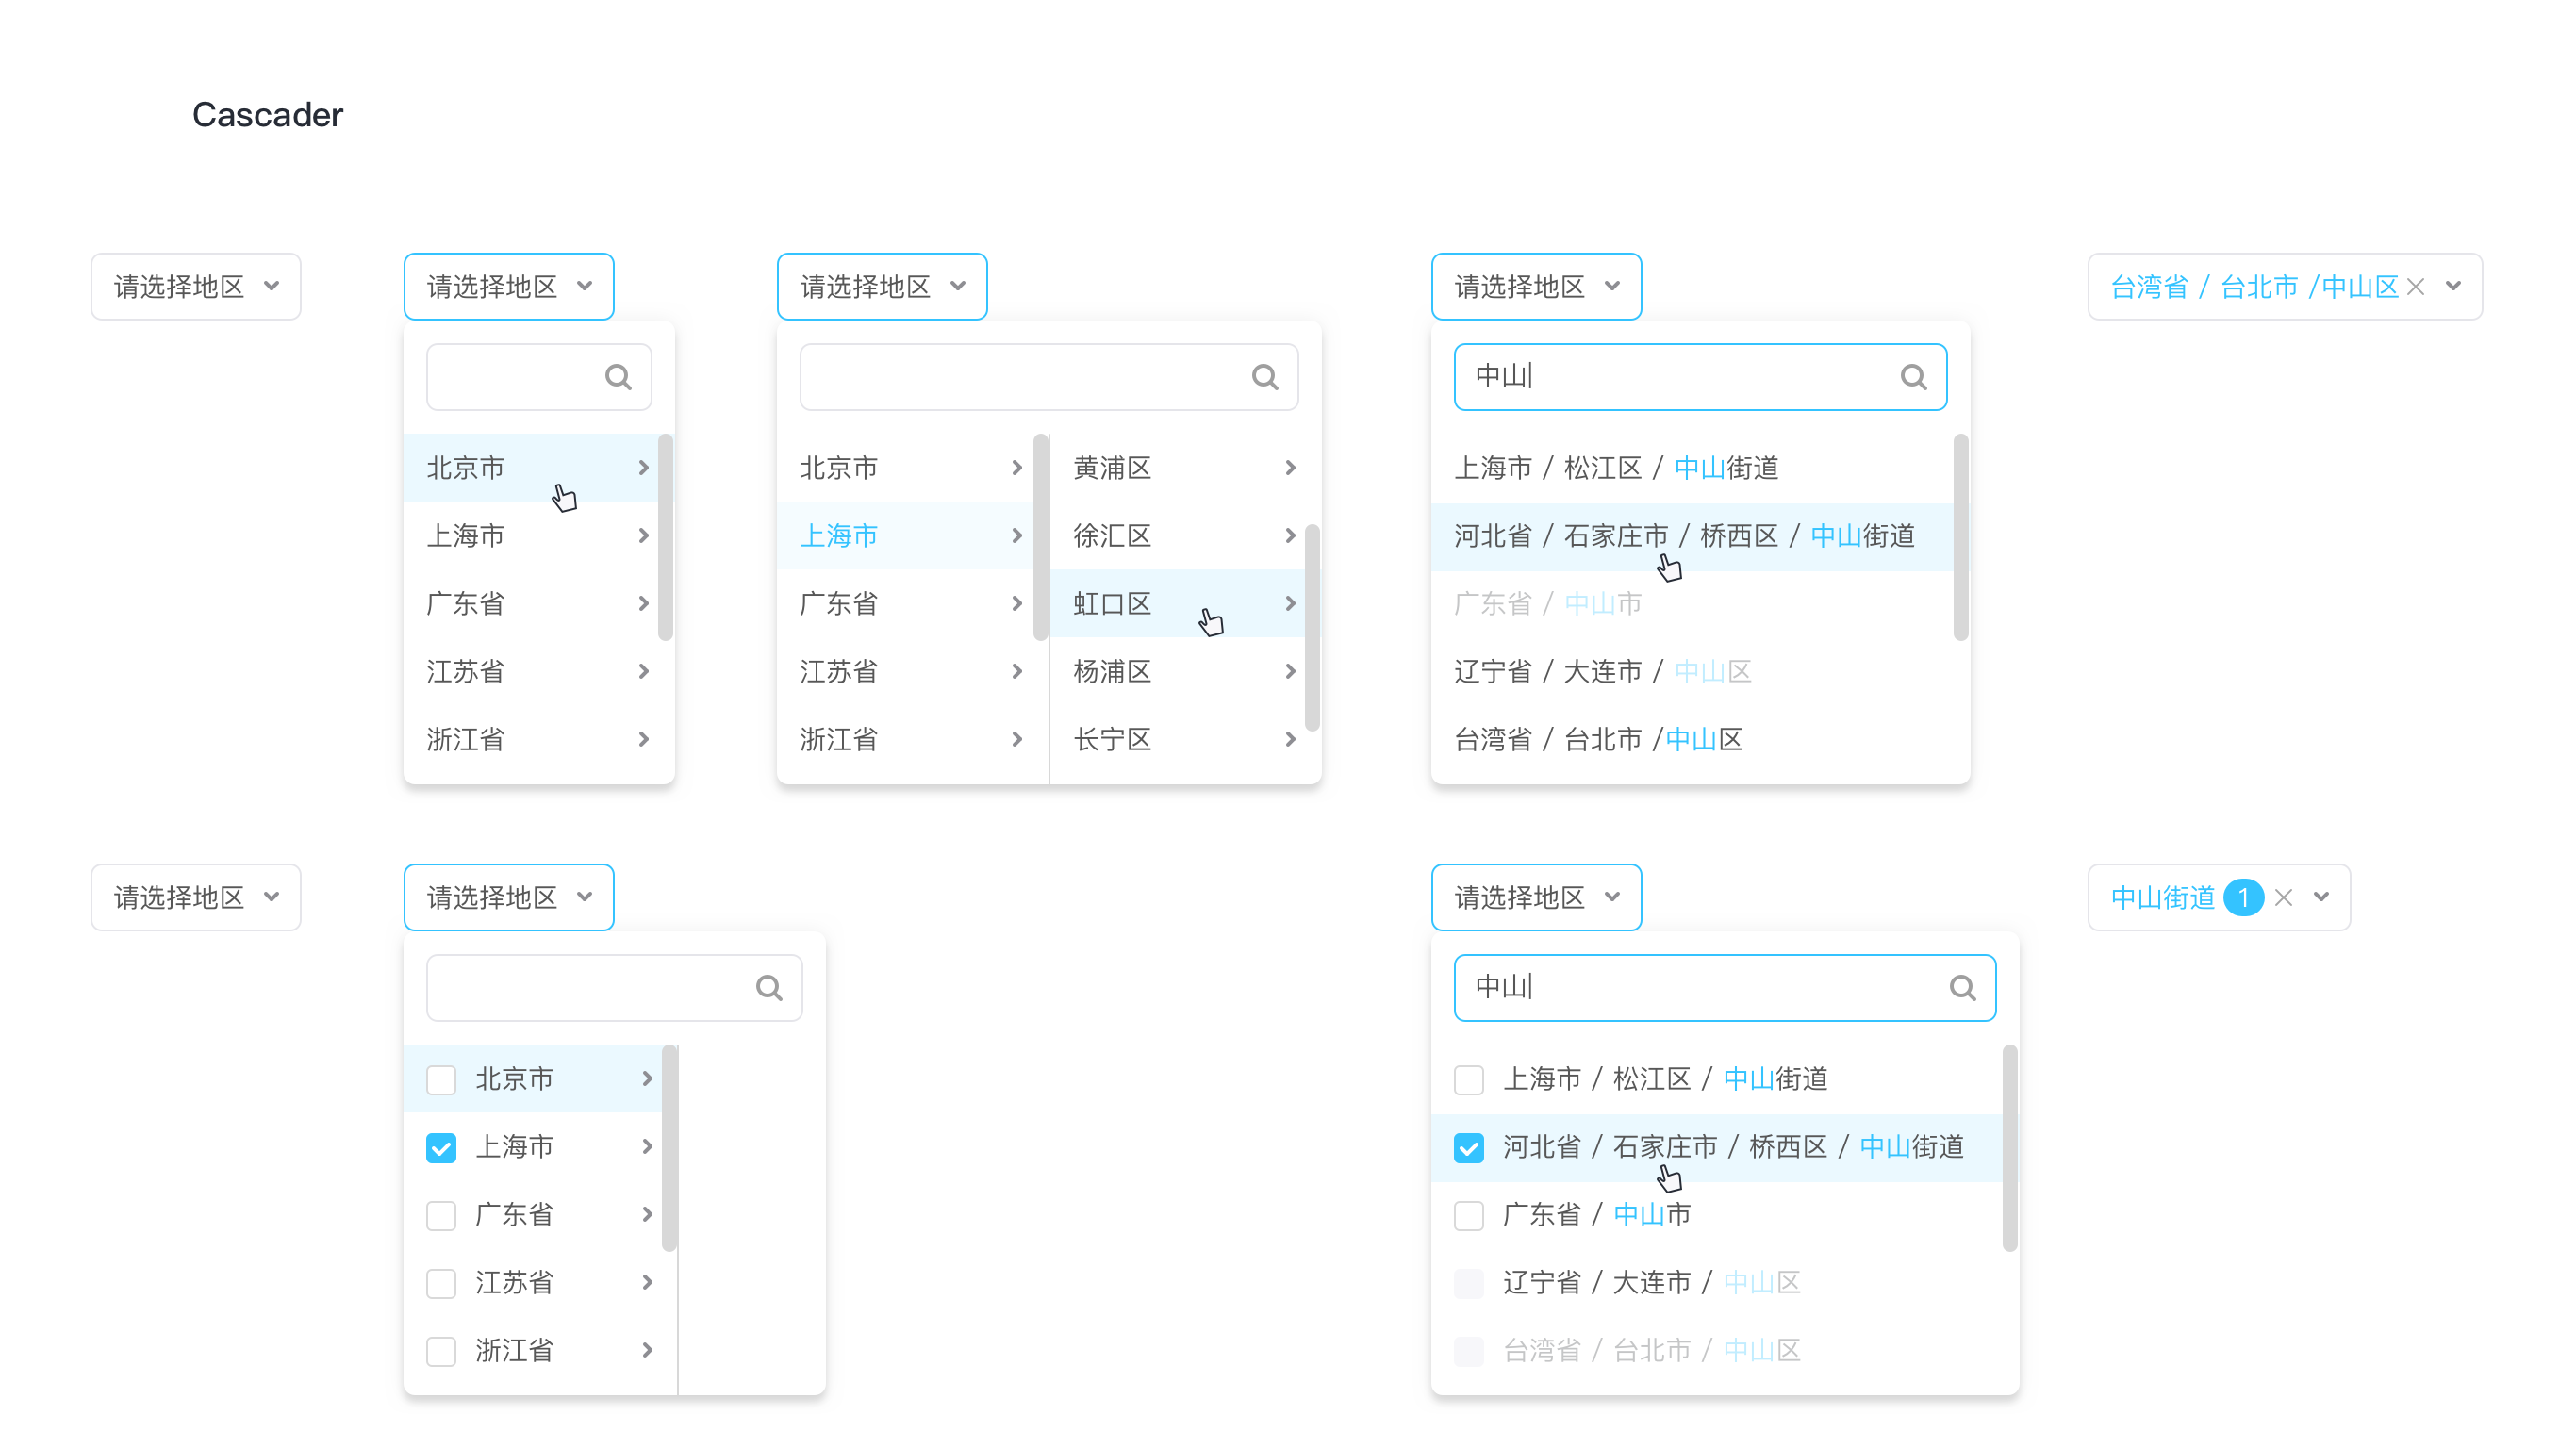 Cascader
请选择地区
请选择地区
北京市
上海市
广东省
江苏省
浙江省
请选择地区
北京市
上海市
广东省
江苏省
浙江省
黄浦区
徐汇区
虹口区
杨浦区
长宁区
请选择地区
中山
上海市 / 松江区 / 中山街道
河北省 / 石家庄市 / 桥西区 / 中山街道
广东省 / 中山市
辽宁省 / 大连市 / 中山区
台湾省 / 台北市 /中山区
台湾省 / 台北市 /中山区
请选择地区
请选择地区
北京市
上海市
广东省
江苏省
浙江省
请选择地区
中山
上海市 / 松江区 / 中山街道
河北省 / 石家庄市 / 桥西区 / 中山街道
广东省 / 中山市
辽宁省 / 大连市 / 中山区
台湾省 / 台北市 / 中山区
中山街道 1